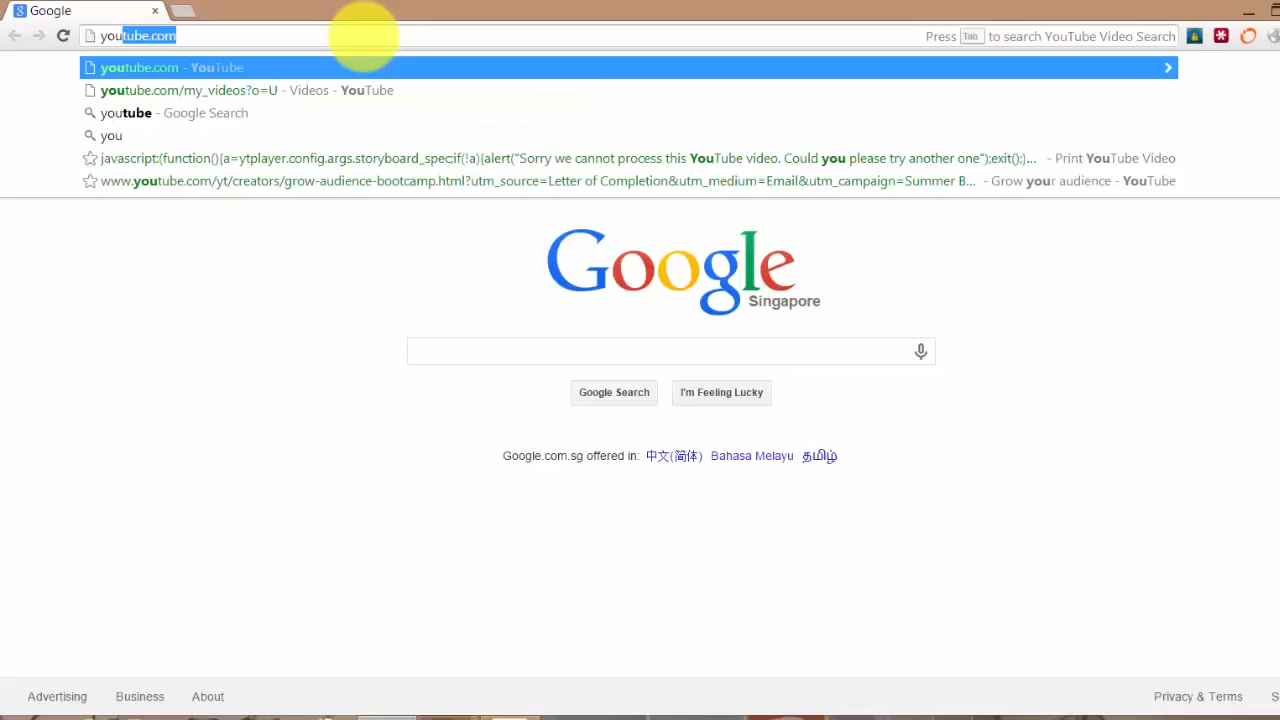 Google
youtube.com
Press Tab to search YouTube Video Search
youtube.com - YouTube
youtube.com/my_videos?o=U - Videos - YouTube
youtube - Google Search
you
javascript:(function(){a=ytplayer.config.args.storyboard_spec;if(!a){alert("Sorry we cannot process this YouTube video. Could you please try another one");exit();}... - Print YouTube Video
www.youtube.com/yt/creators/grow-audience-bootcamp.html?utm_source=Letter of Completion&utm_medium=Email&utm_campaign=Summer B... - Grow your audience - YouTube
Google
Singapore
Google Search I'm Feeling Lucky
Google.com.sg offered in: 中文(简体) Bahasa Melayu தமிழ்
Advertising Business About Privacy & Terms